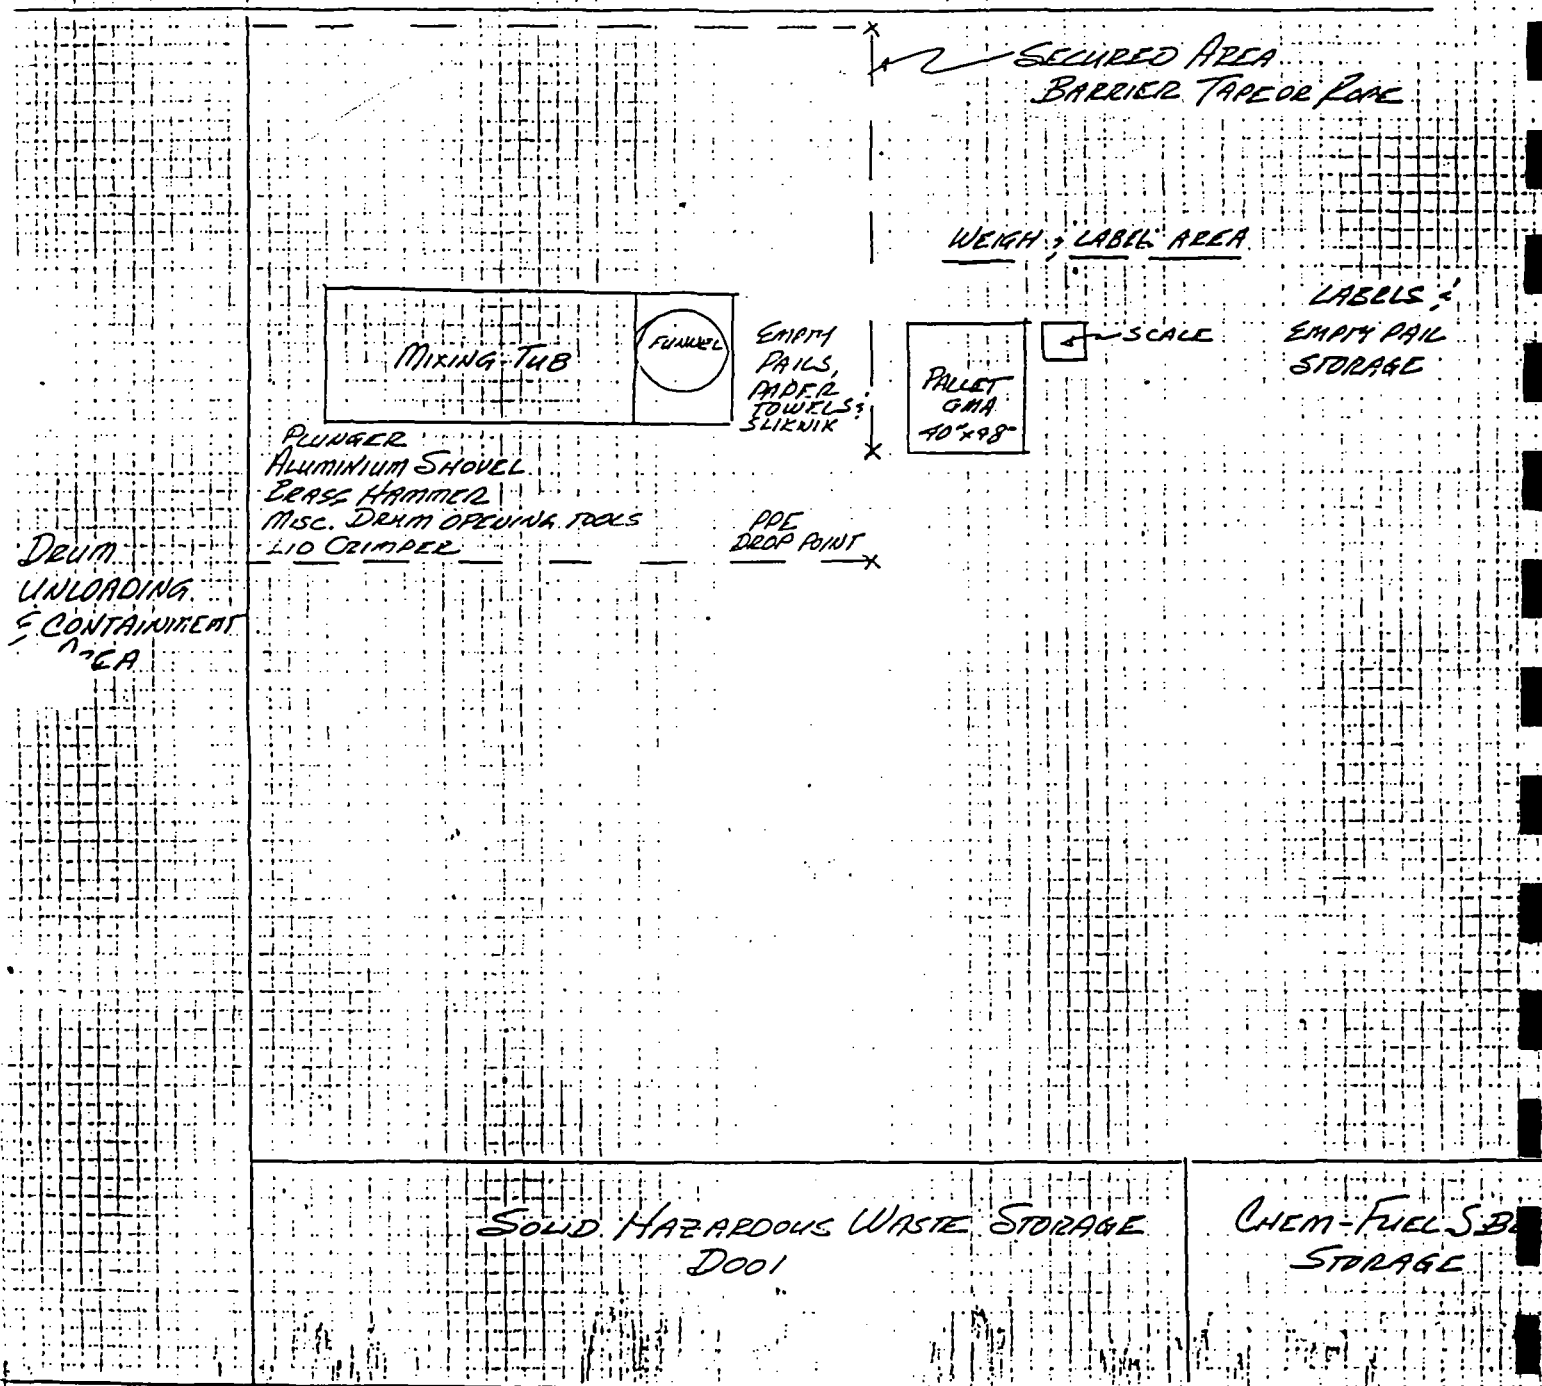 SECURED AREA
BARRIER TAPE OR ROPE
WEIGH & LABEL AREA
LABELS &
EMPTY PAIL
STORAGE
SCALE
MIXING-TUB
FUNNEL
EMPTY
PAILS,
PAPER
TOWELS &
SLIKNIK
PALLET
GMA
40"x48"
PLUNGER
ALUMINIUM SHOVEL
BRASS HAMMER
MISC. DRUM OPENING TOOLS
LID CRIMPER
PPE
DROP POINT
DRUM
UNLOADING
& CONTAINMENT
AREA
SOLID HAZARDOUS WASTE STORAGE
D001
CHEM-FUEL
STORAGE